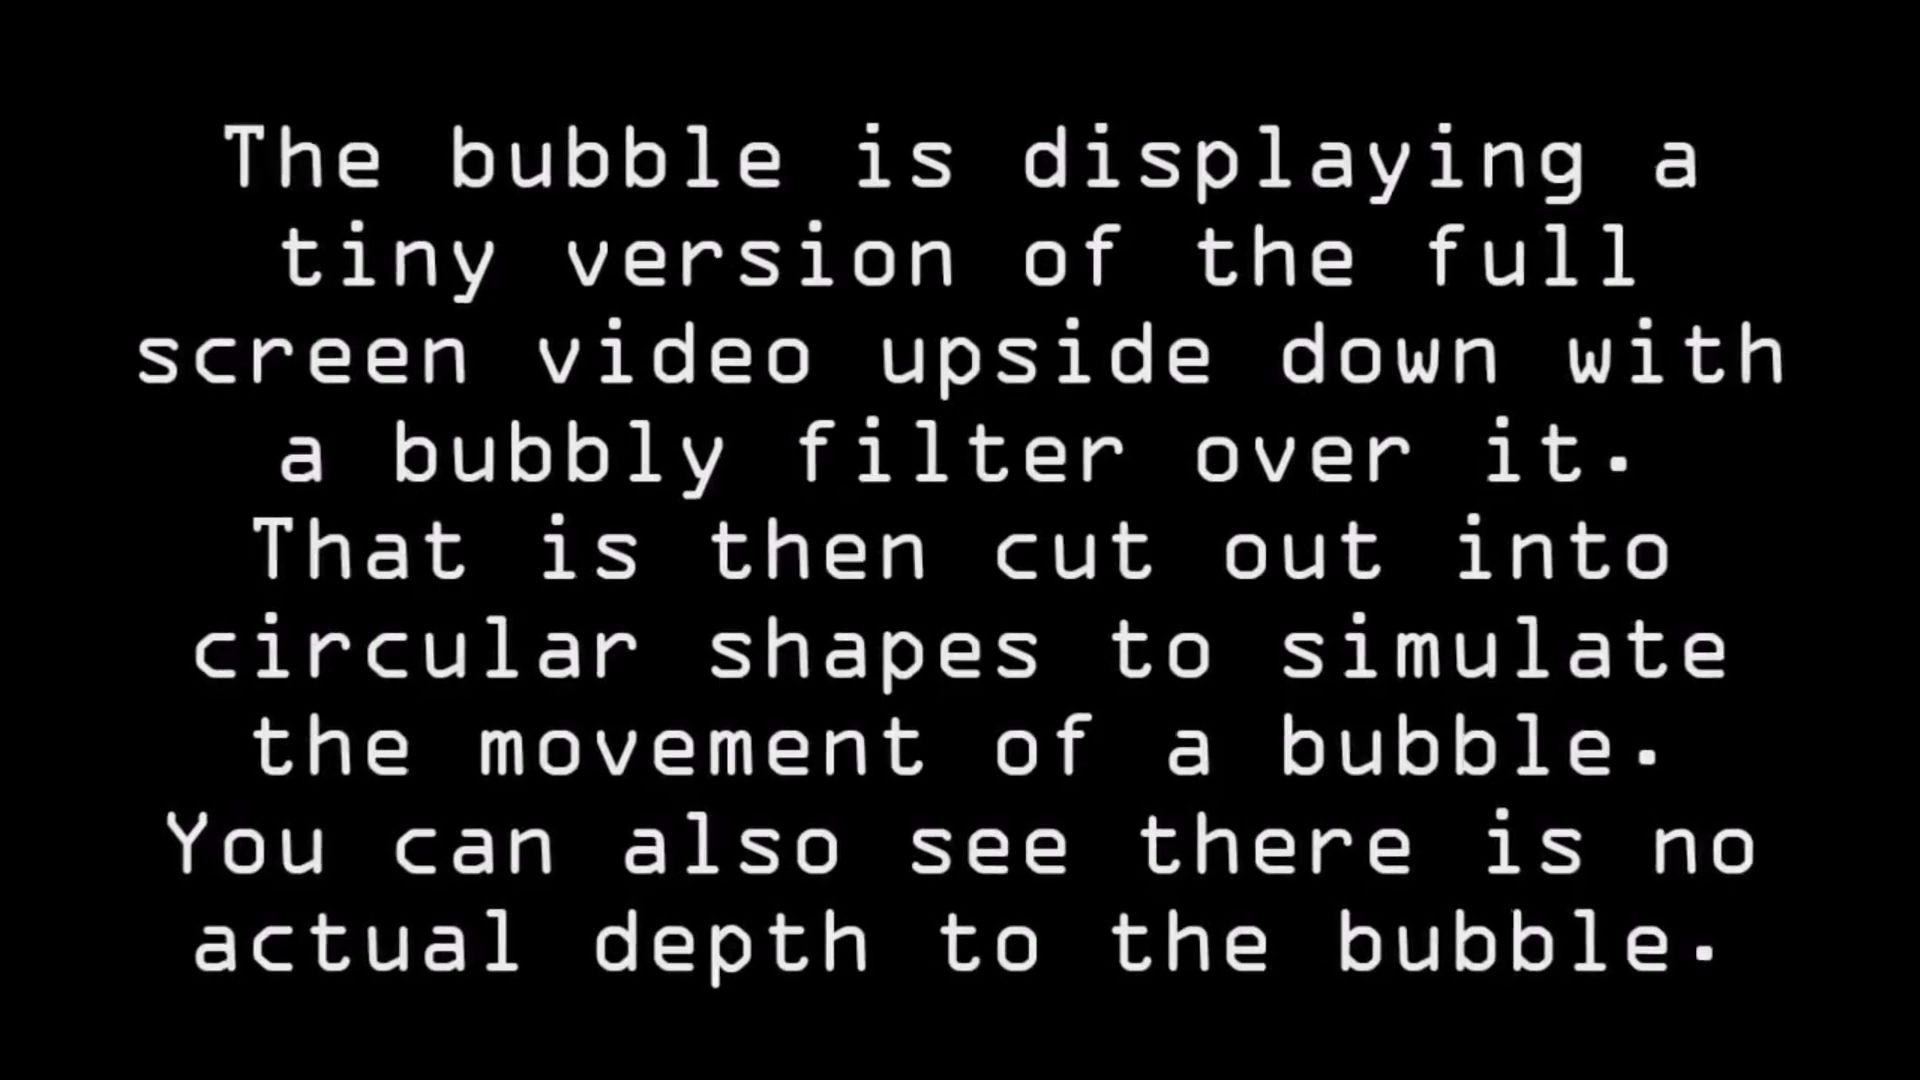 The bubble is displaying a
tiny version of the full
screen video upside down with
a bubbly filter over it.
That is then cut out into
circular shapes to simulate
the movement of a bubble.
You can also see there is no
actual depth to the bubble.